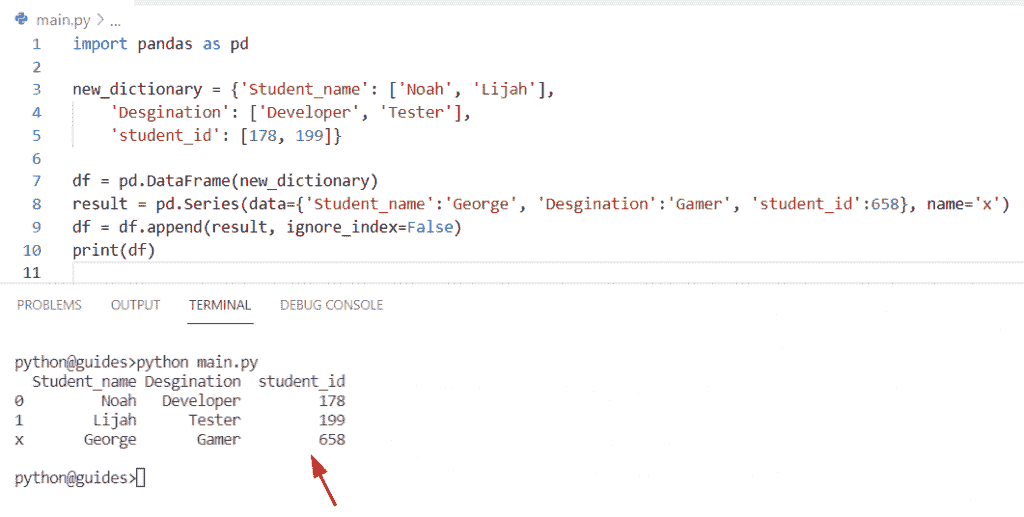 main.py > ...
1 import pandas as pd
2
3 new_dictionary = {'Student_name': ['Noah', 'Lijah'],
4     'Desgination': ['Developer', 'Tester'],
5     'student_id': [178, 199]}
6
7 df = pd.DataFrame(new_dictionary)
8 result = pd.Series(data={'Student_name':'George', 'Desgination':'Gamer', 'student_id':658}, name='x')
9 df = df.append(result, ignore_index=False)
10 print(df)
11
PROBLEMS OUTPUT TERMINAL DEBUG CONSOLE
python@guides>python main.py
  Student_name Desgination  student_id
0         Noah   Developer         178
1        Lijah      Tester         199
x       George       Gamer         658
python@guides>